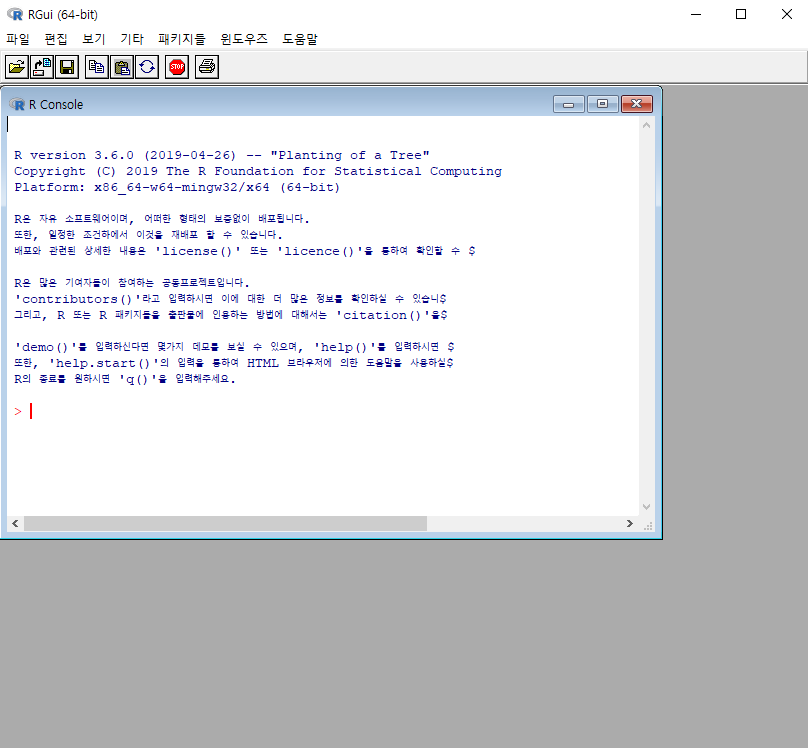 RGui (64-bit)
파일 편집 보기 기타 패키지들 윈도우즈 도움말
STOP
R Console
R version 3.6.0 (2019-04-26) -- "Planting of a Tree"
Copyright (C) 2019 The R Foundation for Statistical Computing
Platform: x86_64-w64-mingw32/x64 (64-bit)
R은 자유 소프트웨어이며, 어떠한 형태의 보증없이 배포됩니다.
또한, 일정한 조건하에서 이것을 재배포 할 수 있습니다.
배포와 관련된 상세한 내용은 'license()' 또는 'licence()'을 통하여 확인할 수 $
R은 많은 기여자들이 참여하는 공동프로젝트입니다.
'contributors()'라고 입력하시면 이에 대한 더 많은 정보를 확인하실 수 있습니$
그리고, R 또는 R 패키지들을 출판물에 인용하는 방법에 대해서는 'citation()'을$
'demo()'를 입력하신다면 몇가지 데모를 보실 수 있으며, 'help()'를 입력하시면 $
또한, 'help.start()'의 입력을 통하여 HTML 브라우저에 의한 도움말을 사용하실$
R의 종료를 원하시면 'q()'을 입력해주세요.
>